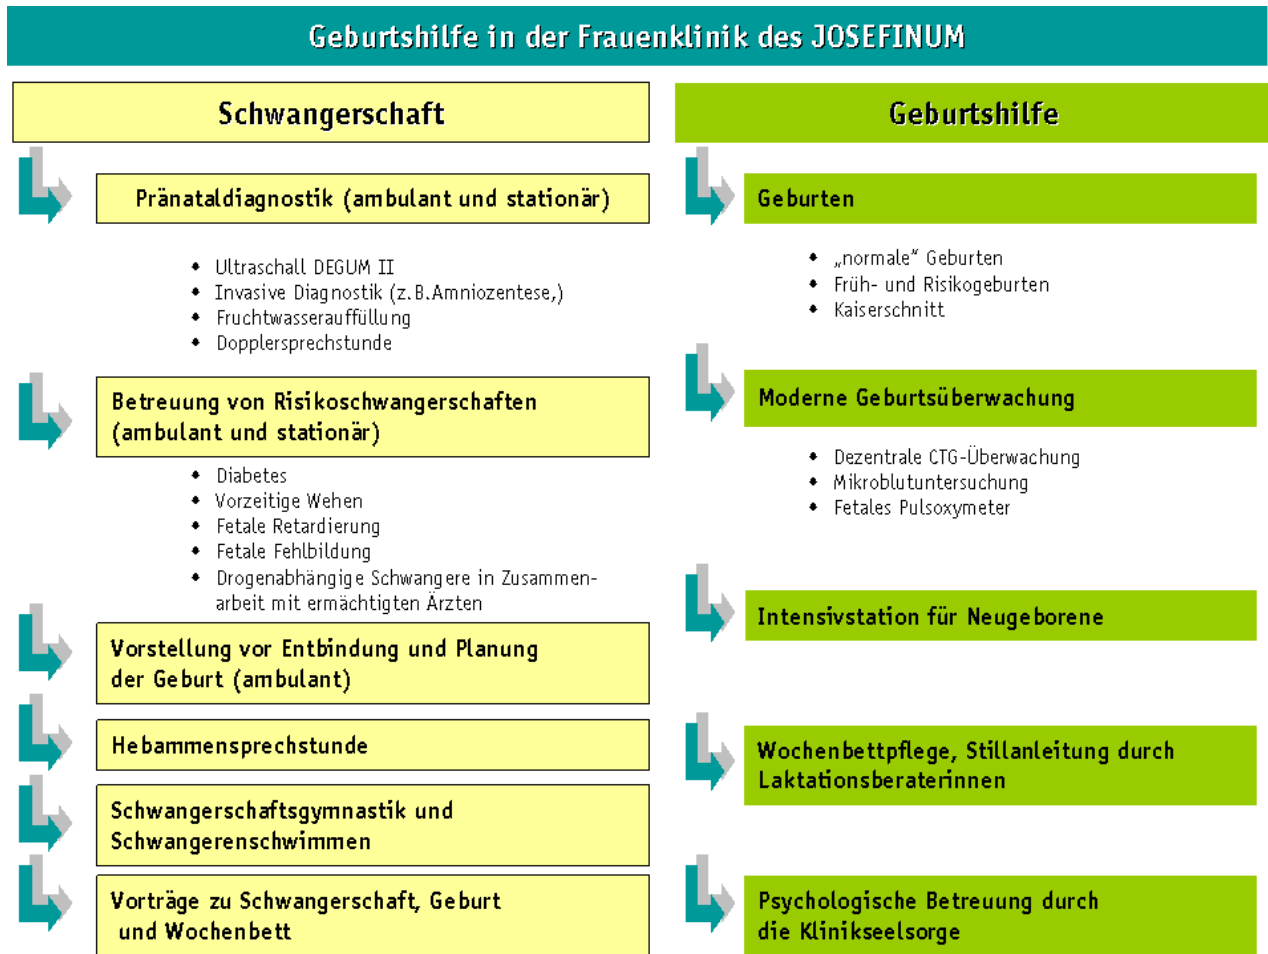 Geburtshilfe in der Frauenklinik des JOSEFINUM
Schwangerschaft
Pränataldiagnostik (ambulant und stationär)
• Ultraschall DEGUM II
• Invasive Diagnostik (z.B.Amniozentese,)
• Fruchtwasserauffüllung
• Dopplersprechstunde
Betreuung von Risikoschwangerschaften
(ambulant und stationär)
• Diabetes
• Vorzeitige Wehen
• Fetale Retardierung
• Fetale Fehlbildung
• Drogenabhängige Schwangere in Zusammen-
arbeit mit ermächtigten Ärzten
Vorstellung vor Entbindung und Planung
der Geburt (ambulant)
Hebammensprechstunde
Schwangerschaftsgymnastik und
Schwangerenschwimmen
Vorträge zu Schwangerschaft, Geburt
und Wochenbett
Geburtshilfe
Geburten
• „normale" Geburten
• Früh- und Risikogeburten
• Kaiserschnitt
Moderne Geburtsüberwachung
• Dezentrale CTG-Überwachung
• Mikroblutuntersuchung
• Fetales Pulsoxymeter
Intensivstation für Neugeborene
Wochenbettpflege, Stillanleitung durch
Laktationsberaterinnen
Psychologische Betreuung durch
die Klinikseelsorge